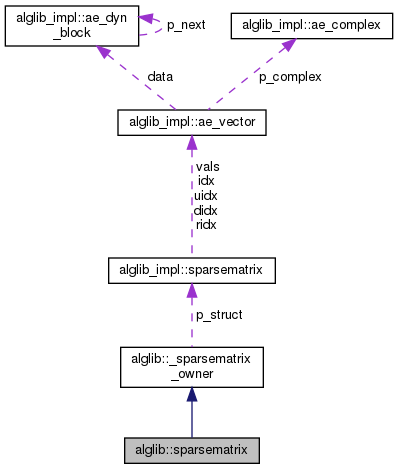 alglib_impl::ae_dyn
_block
p_next
alglib_impl::ae_complex
data
p_complex
alglib_impl::ae_vector
vals
idx
uidx
didx
ridx
alglib_impl::sparsematrix
p_struct
alglib::_sparsematrix
_owner
alglib::sparsematrix